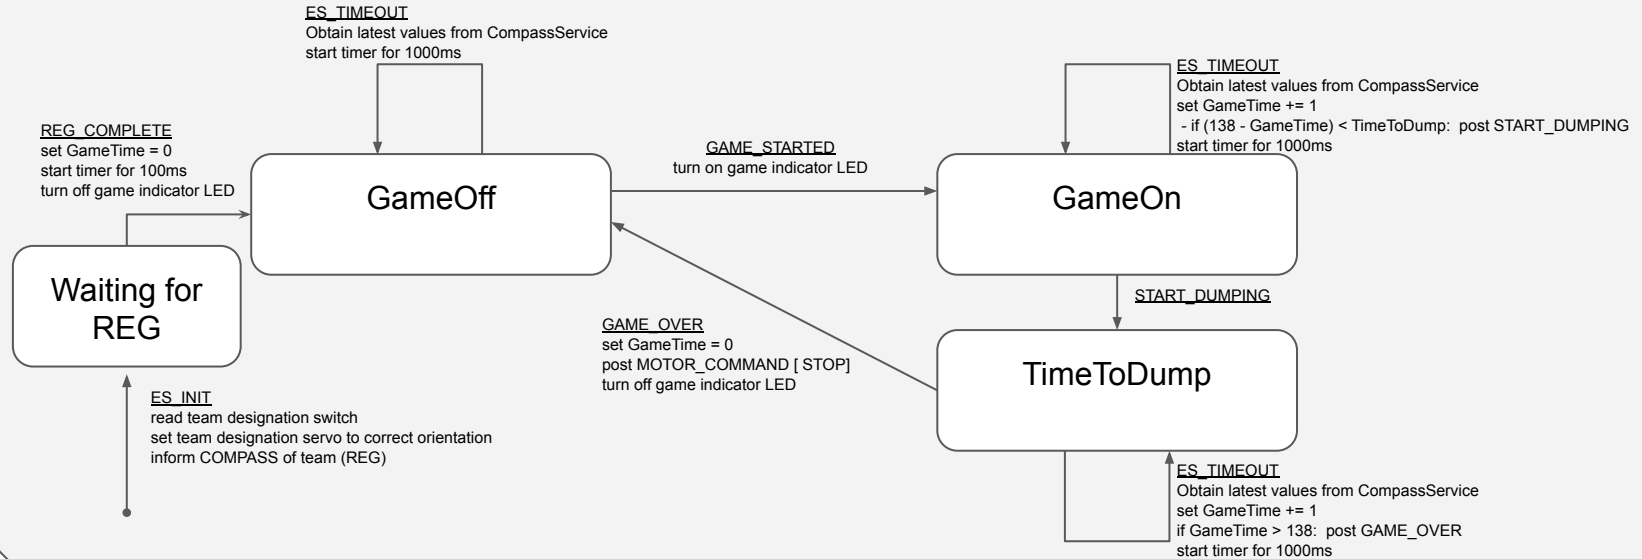 ES_TIMEOUT
Obtain latest values from CompassService
start timer for 1000ms
ES_TIMEOUT
Obtain latest values from CompassService
set GameTime += 1
- if (138 - GameTime) < TimeToDump:  post START_DUMPING
start timer for 1000ms
REG_COMPLETE
set GameTime = 0
start timer for 100ms
turn off game indicator LED
GAME_STARTED
turn on game indicator LED
GameOff
GameOn
Waiting for
REG
START_DUMPING
GAME_OVER
set GameTime = 0
post MOTOR_COMMAND [ STOP]
turn off game indicator LED
TimeToDump
ES_INIT
read team designation switch
set team designation servo to correct orientation
inform COMPASS of team (REG)
ES_TIMEOUT
Obtain latest values from CompassService
set GameTime += 1
if GameTime > 138:  post GAME_OVER
start timer for 1000ms